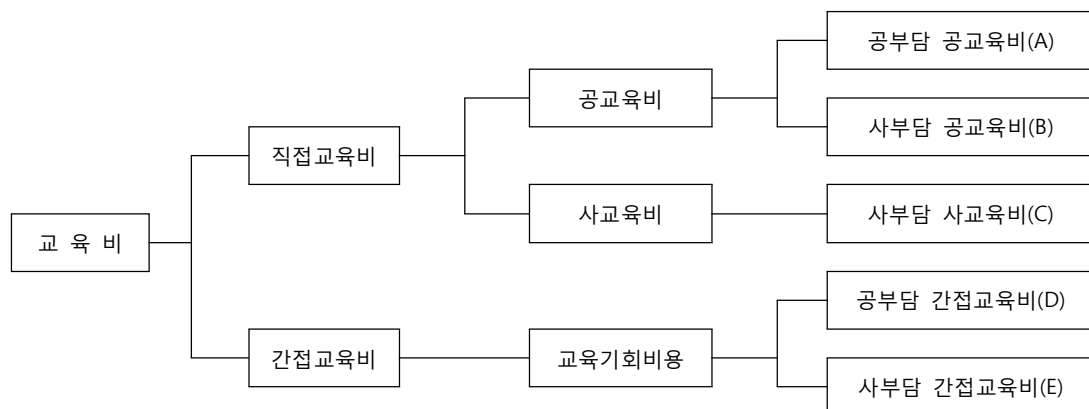 공부담 공교육비(A)
공교육비
사부담 공교육비(B)
직접교육비
사교육비
사부담 사교육비(C)
교 육 비
공부담 간접교육비(D)
간접교육비
교육기회비용
사부담 간접교육비(E)